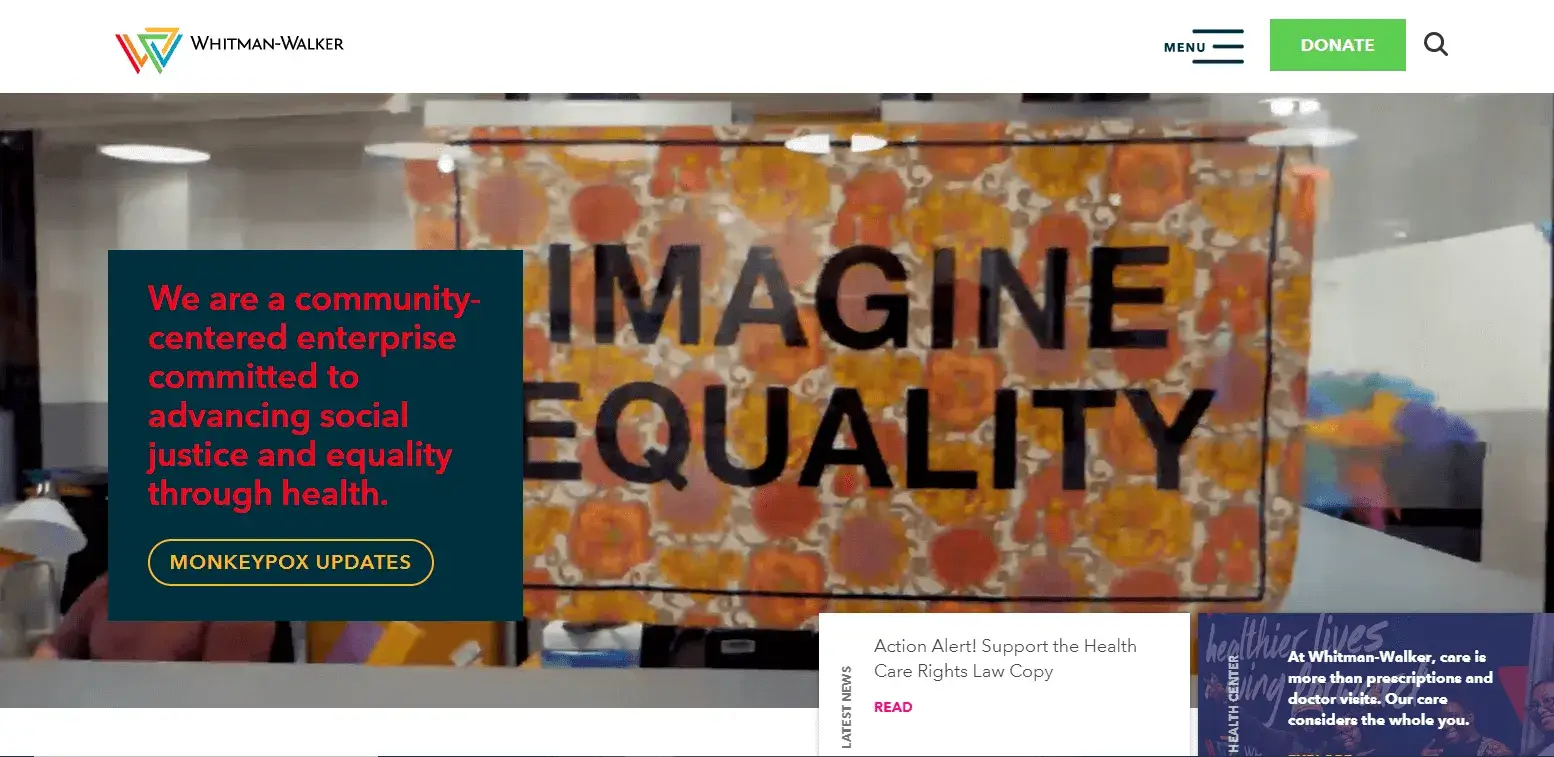 WHITMAN-WALKER
MENU
DONATE
IMAGINE
EQUALITY
We are a community-
centered enterprise
committed to
advancing social
justice and equality
through health.
MONKEYPOX UPDATES
LATEST NEWS
Action Alert! Support the Health
Care Rights Law Copy
READ
HEALTH CENTER
healthier lives
At Whitman-Walker, care is
more than prescriptions and
doctor visits. Our care
considers the whole you.